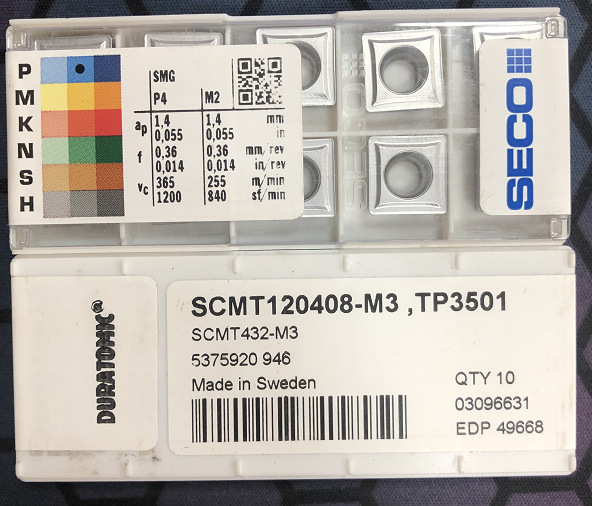 P
M
K
N
S
H
SMG
P4 M2
ap 1,4 1,4 mm
0,055 0,055 in
f 0,36 0,36 mm/rev
0,014 0,014 in/rev
vc 365 255 m/min
1200 840 sf/min
SECO
DURATOMIC®
SCMT120408-M3 ,TP3501
SCMT432-M3
5375920 946
Made in Sweden
QTY 10
03096631
EDP 49668